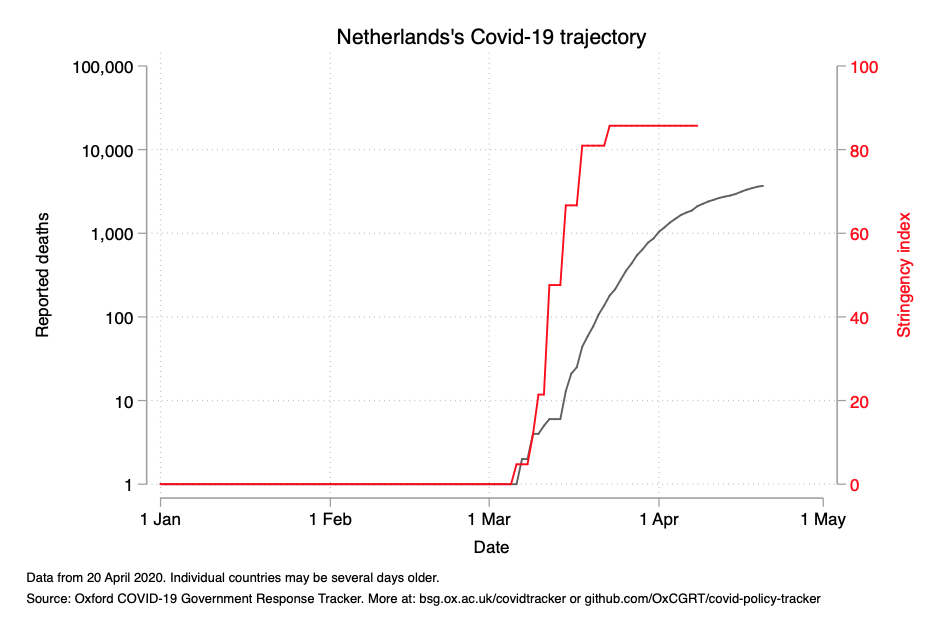 Netherlands's Covid-19 trajectory
100,000
10,000
1,000
100
10
1
Reported deaths
100
80
60
40
20
0
Stringency index
1 Jan
1 Feb
1 Mar
1 Apr
1 May
Date
Data from 20 April 2020. Individual countries may be several days older.
Source: Oxford COVID-19 Government Response Tracker. More at: bsg.ox.ac.uk/covidtracker or github.com/OxCGRT/covid-policy-tracker